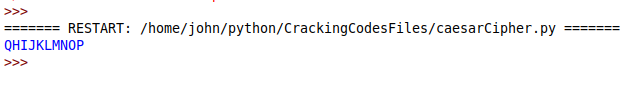 >>>
======= RESTART: /home/john/python/CrackingCodesFiles/caesarCipher.py =======
QHIJKLMNOP
>>>